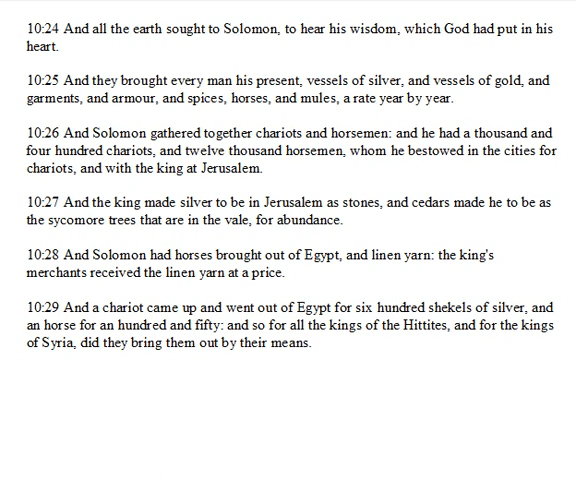 10:24 And all the earth sought to Solomon, to hear his wisdom, which God had put in his
heart.
10:25 And they brought every man his present, vessels of silver, and vessels of gold, and
garments, and armour, and spices, horses, and mules, a rate year by year.
10:26 And Solomon gathered together chariots and horsemen: and he had a thousand and
four hundred chariots, and twelve thousand horsemen, whom he bestowed in the cities for
chariots, and with the king at Jerusalem.
10:27 And the king made silver to be in Jerusalem as stones, and cedars made he to be as
the sycomore trees that are in the vale, for abundance.
10:28 And Solomon had horses brought out of Egypt, and linen yarn: the king's
merchants received the linen yarn at a price.
10:29 And a chariot came up and went out of Egypt for six hundred shekels of silver, and
an horse for an hundred and fifty: and so for all the kings of the Hittites, and for the kings
of Syria, did they bring them out by their means.